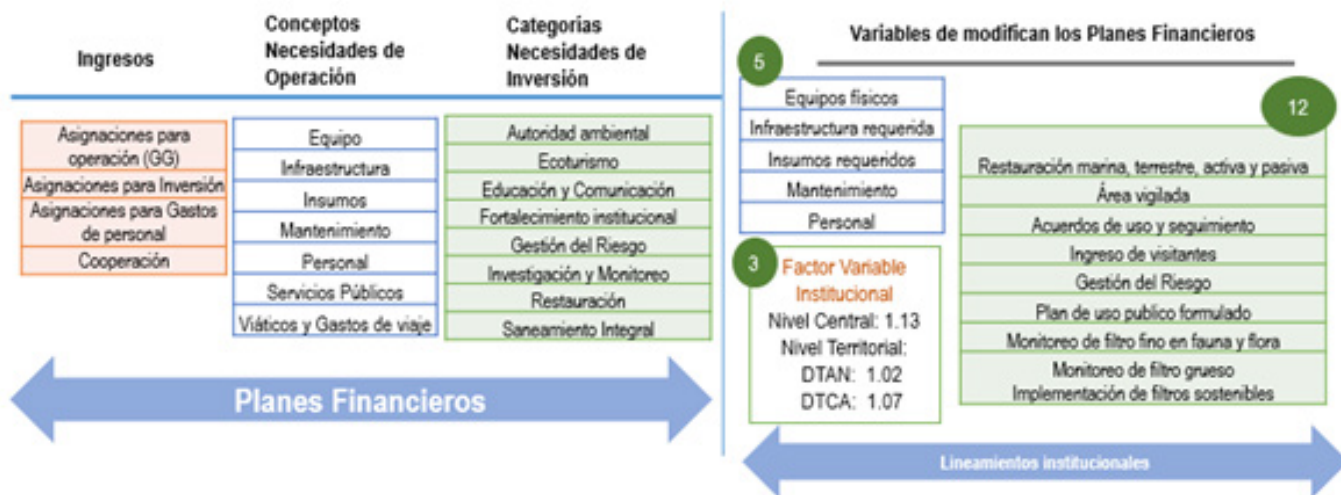 Ingresos
Conceptos
Necesidades de
Operación
Categorías
Necesidades de
Inversión
Asignaciones para
operación (GG)
Asignaciones para Inversión
Asignaciones para Gastos
de personal
Cooperación
Equipo
Infraestructura
Insumos
Mantenimiento
Personal
Servicios Públicos
Viáticos y Gastos de viaje
Autoridad ambiental
Ecoturismo
Educación y Comunicación
Fortalecimiento institucional
Gestión del Riesgo
Investigación y Monitoreo
Restauración
Saneamiento Integral
Planes Financieros
Variables de modifican los Planes Financieros
5
Equipos físicos
Infraestructura requerida
Insumos requeridos
Mantenimiento
Personal
3
Factor Variable
Institucional
Nivel Central: 1.13
Nivel Territorial:
DTAN: 1.02
DTCA: 1.07
12
Restauración marina, terrestre, activa y pasiva
Área vigilada
Acuerdos de uso y seguimiento
Ingreso de visitantes
Gestión del Riesgo
Plan de uso publico formulado
Monitoreo de filtro fino en fauna y flora
Monitoreo de filtro grueso
Implementación de filtros sostenibles
Lineamientos institucionales